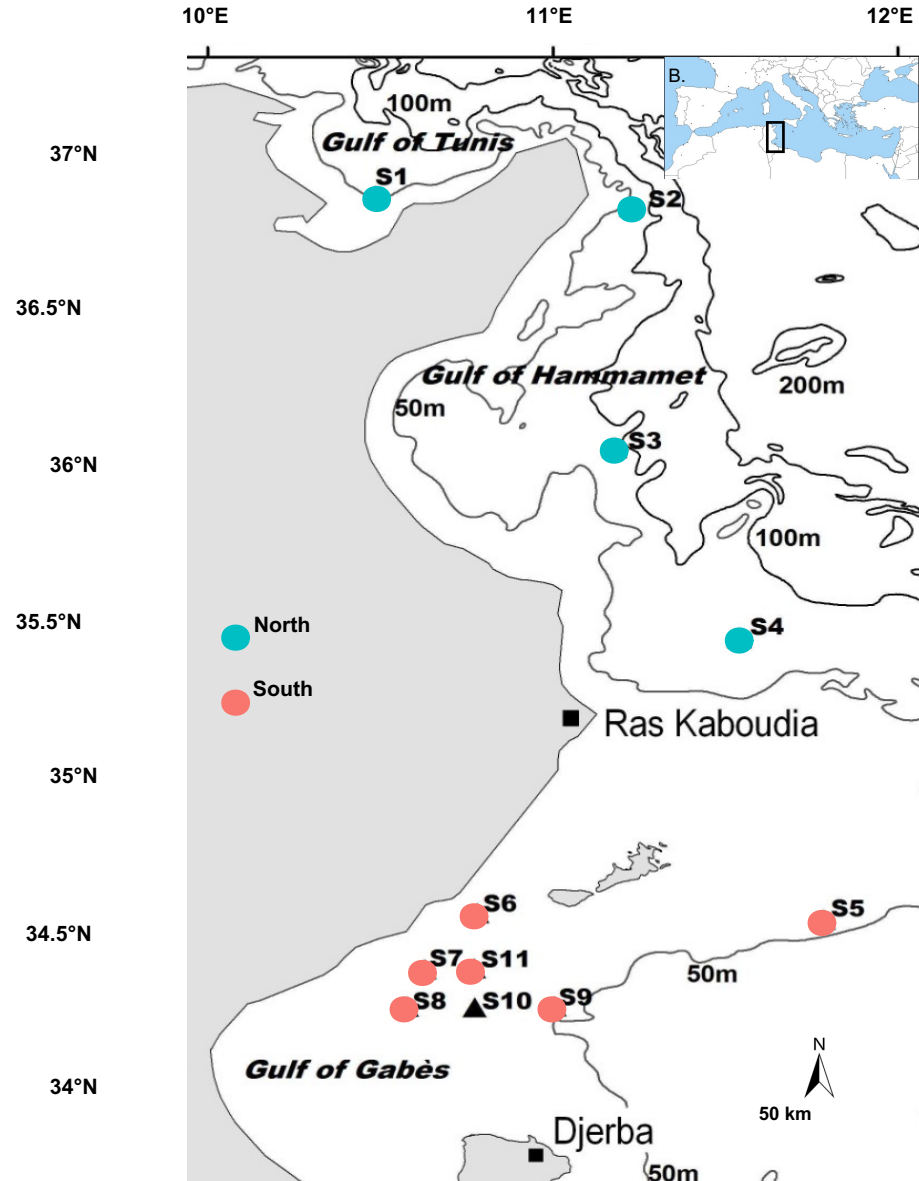 10°E 11°E 12°E
B.
100m
37°N
Gulf of Tunis
S1
S2
36.5°N
Gulf of Hammamet
200m
50m
S3
36°N
100m
35.5°N
North
S4
South
Ras Kaboudia
35°N
S6
S5
34.5°N
S7 S11
50m
S8 S10 S9
N
Gulf of Gabès
34°N
50 km
Djerba
50m